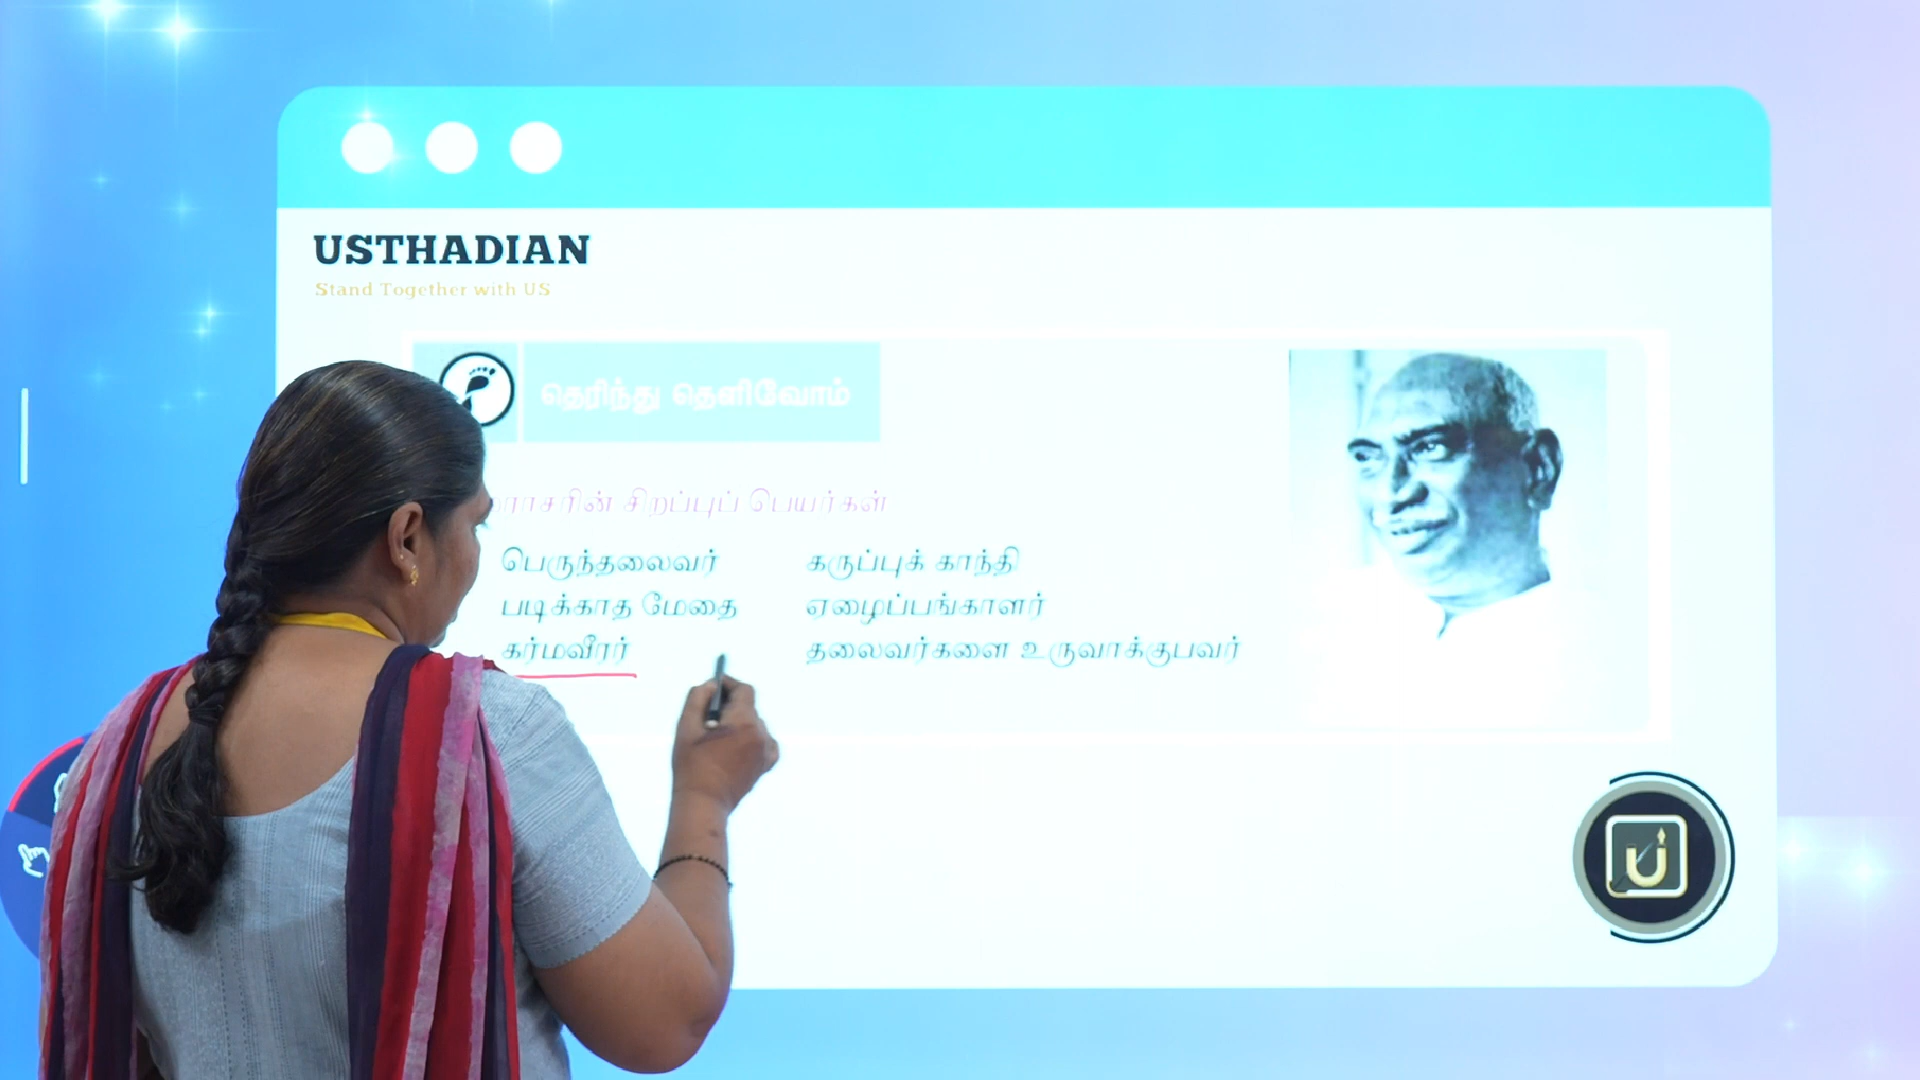 USTHADIAN
Stand Together with US
தெரிந்து தெளிவோம்
சிறப்புப் பெயர்கள்
பெருந்தலைவர் கருப்புக் காந்தி
படிக்காத மேதை ஏழைப்பங்காளர்
கர்மவீரர் தலைவர்களை உருவாக்குபவர்
U